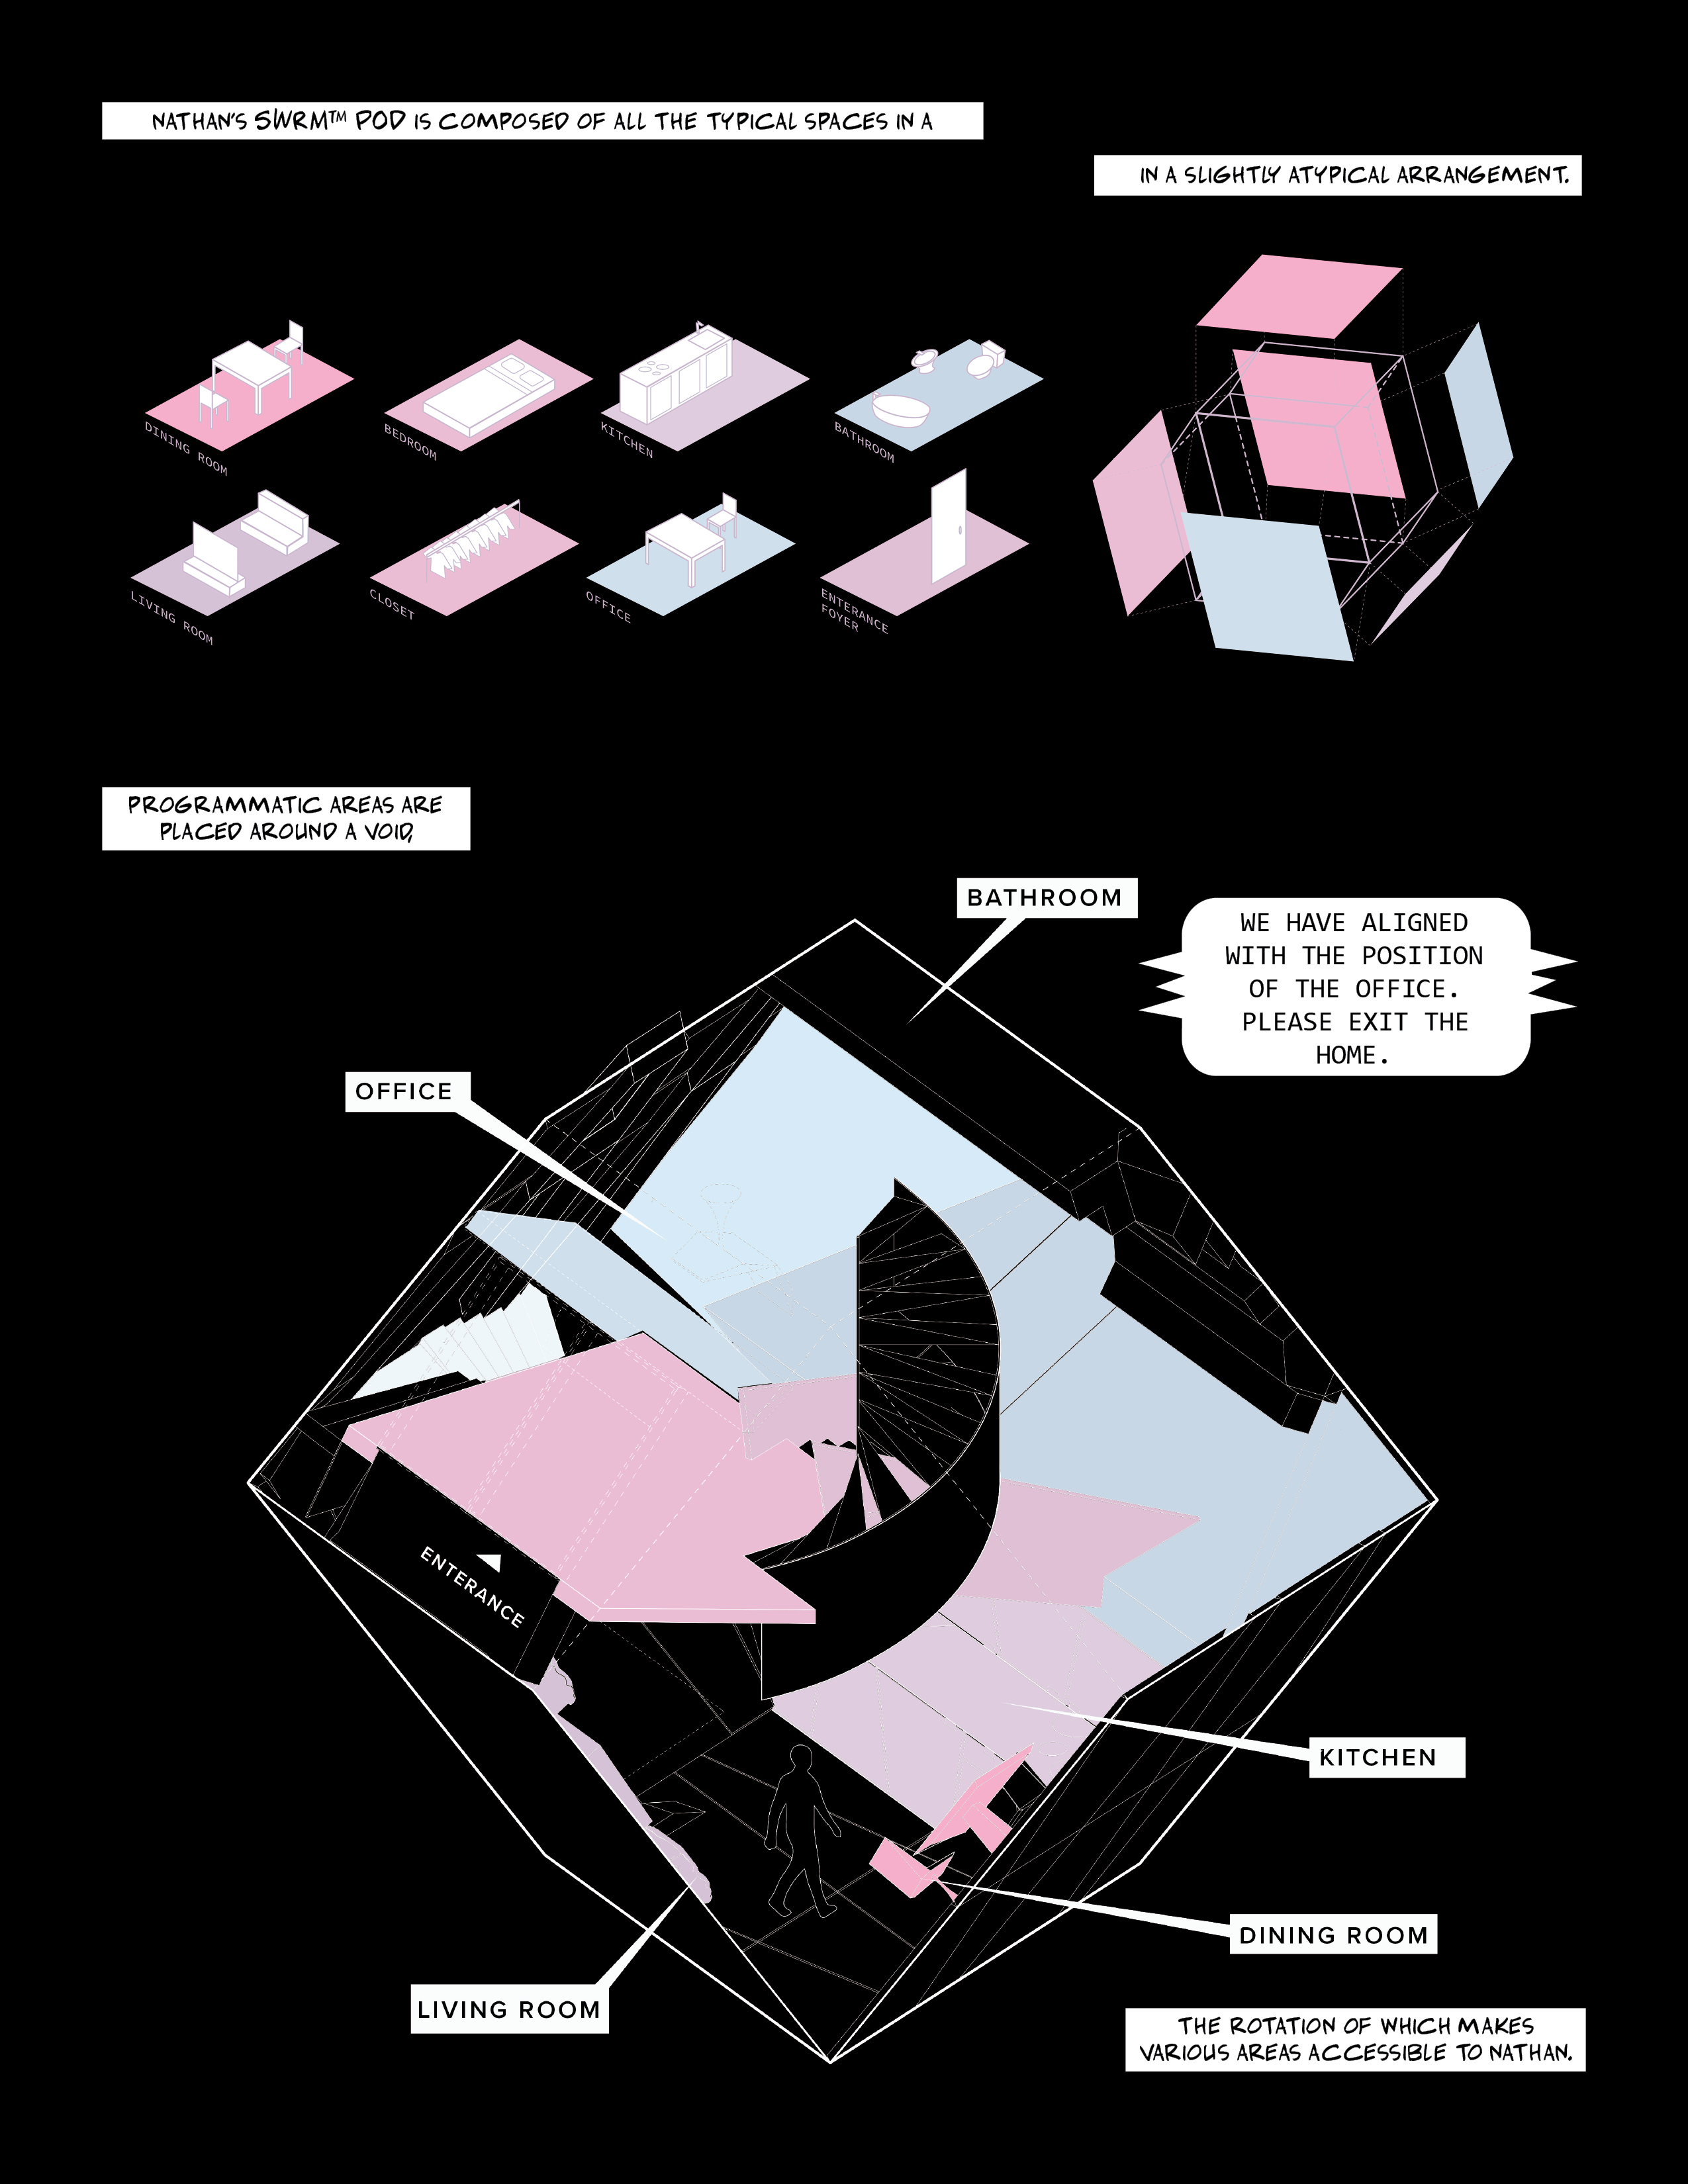 NATHAN'S SWRM™ POD IS COMPOSED OF ALL THE TYPICAL SPACES IN A
IN A SLIGHTLY ATYPICAL ARRANGEMENT.
DINING ROOM
BEDROOM
KITCHEN
BATHROOM
LIVING ROOM
CLOSET
OFFICE
ENTERANCE
FOYER
PROGRAMMATIC AREAS ARE
PLACED AROUND A VOID,
BATHROOM
WE HAVE ALIGNED
WITH THE POSITION
OF THE OFFICE.
PLEASE EXIT THE
HOME.
OFFICE
ENTERANCE
KITCHEN
DINING ROOM
LIVING ROOM
THE ROTATION OF WHICH MAKES
VARIOUS AREAS ACCESSIBLE TO NATHAN.